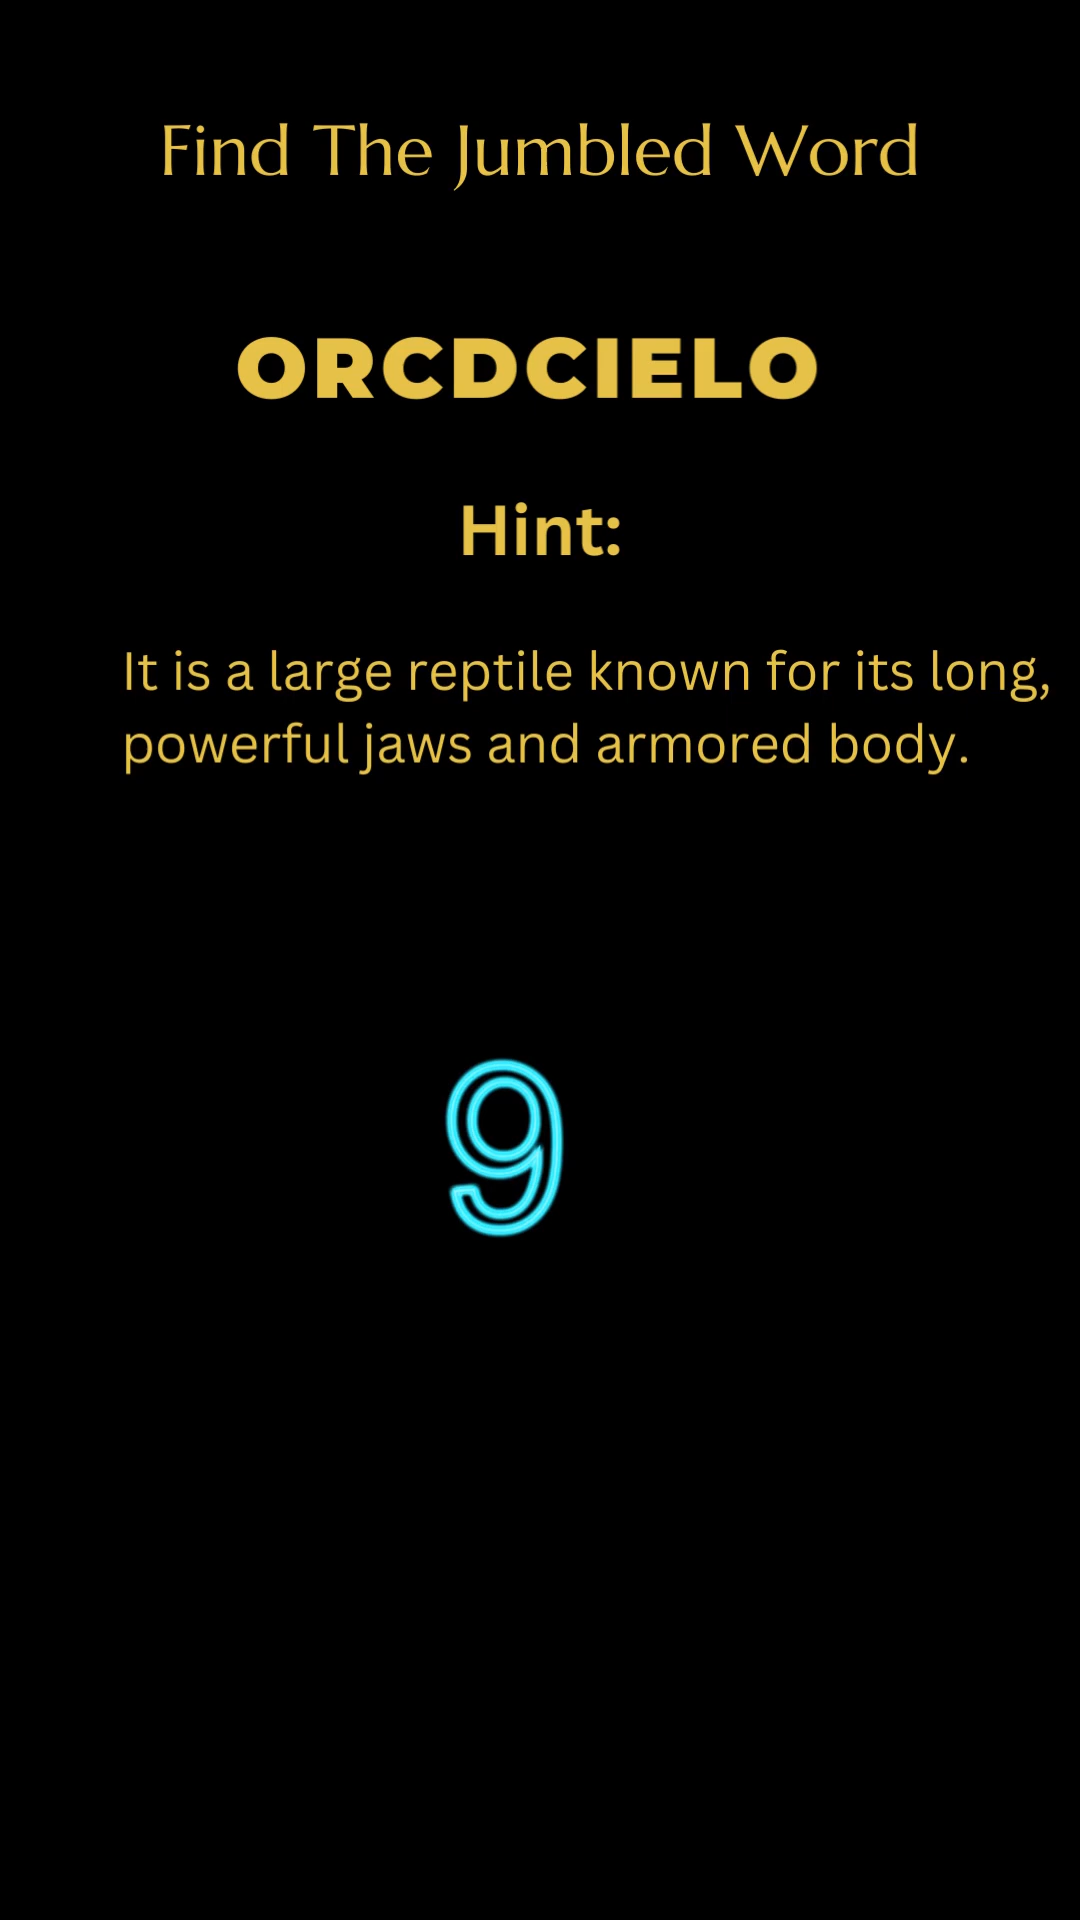 Find The Jumbled Word
ORCDCIELO
Hint:
It is a large reptile known for its long,
powerful jaws and armored body.
9